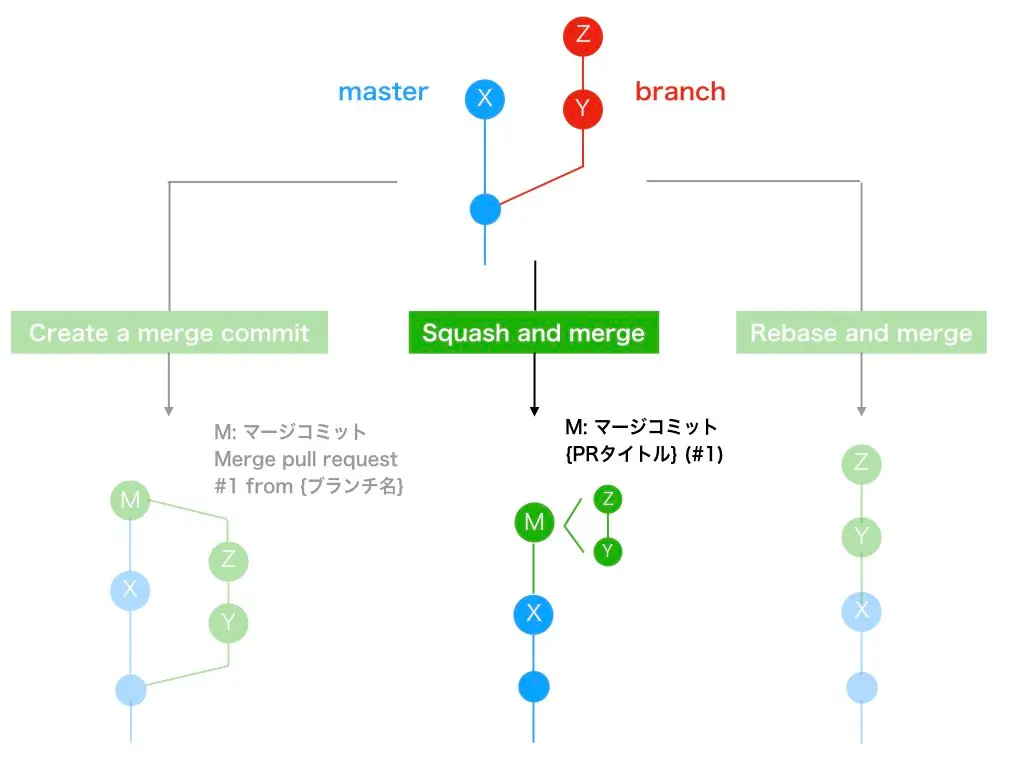 Z
master
X
Y
branch
Create a merge commit
Squash and merge
Rebase and merge
M: マージコミット
Merge pull request
#1 from {ブランチ名}
M
Z
X
Y
M: マージコミット
{PRタイトル} (#1)
M
Z
Y
X
Z
Y
X